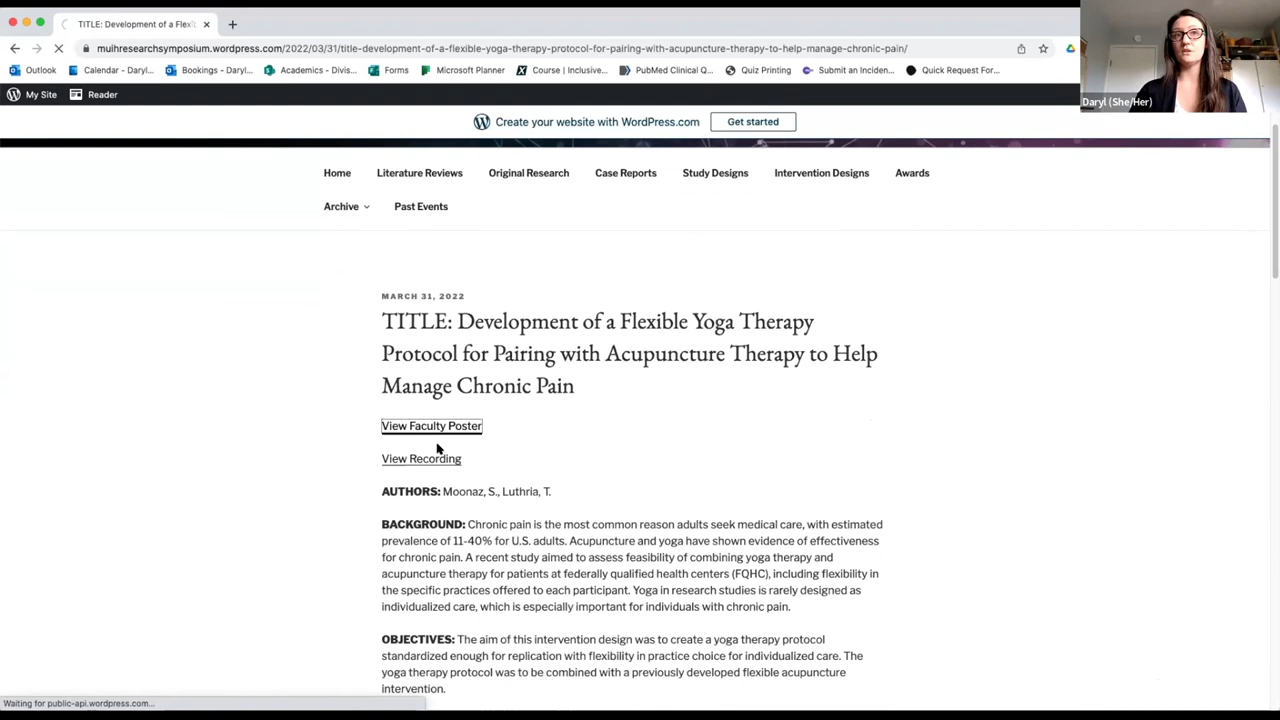 TITLE: Development of a Flex
muihresearchsymposium.wordpress.com/2022/03/31/title-development-of-a-flexible-yoga-therapy-protocol-for-pairing-with-acupuncture-therapy-to-help-manage-chronic-pain/
Outlook Calendar - Daryl... Bookings - Daryl... Academics - Divis... Forms Microsoft Planner Course | Inclusive... PubMed Clinical Q... Quiz Printing Submit an Inciden... Quick Request For...
Daryl (She/Her)
My Site Reader
Create your website with WordPress.com Get started
Home Literature Reviews Original Research Case Reports Study Designs Intervention Designs Awards
Archive Past Events
MARCH 31, 2022
TITLE: Development of a Flexible Yoga Therapy
Protocol for Pairing with Acupuncture Therapy to Help
Manage Chronic Pain
View Faculty Poster
View Recording
AUTHORS: Moonaz, S., Luthria, T.
BACKGROUND: Chronic pain is the most common reason adults seek medical care, with estimated
prevalence of 11-40% for U.S. adults. Acupuncture and yoga have shown evidence of effectiveness
for chronic pain. A recent study aimed to assess feasibility of combining yoga therapy and
acupuncture therapy for patients at federally qualified health centers (FQHC), including flexibility in
the specific practices offered to each participant. Yoga in research studies is rarely designed as
individualized care, which is especially important for individuals with chronic pain.
OBJECTIVES: The aim of this intervention design was to create a yoga therapy protocol
standardized enough for replication with flexibility in practice choice for individualized care. The
yoga therapy protocol was to be combined with a previously developed flexible acupuncture
intervention.
Waiting for public-api.wordpress.com...